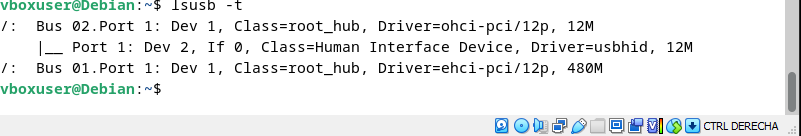 vboxuser@Debian:~$ lsusb -t
/:  Bus 02.Port 1: Dev 1, Class=root_hub, Driver=ohci-pci/12p, 12M
    |__ Port 1: Dev 2, If 0, Class=Human Interface Device, Driver=usbhid, 12M
/:  Bus 01.Port 1: Dev 1, Class=root_hub, Driver=ehci-pci/12p, 480M
vboxuser@Debian:~$
CTRL DERECHA